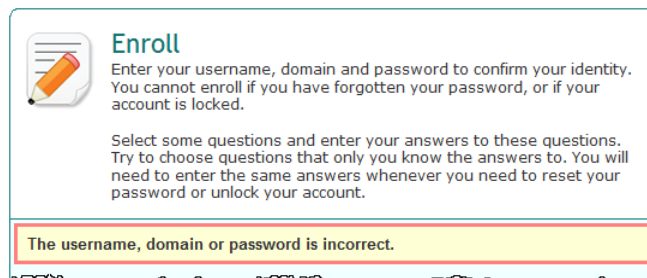 Enroll
Enter your username, domain and password to confirm your identity.
You cannot enroll if you have forgotten your password, or if your
account is locked.
Select some questions and enter your answers to these questions.
Try to choose questions that only you know the answers to. You will
need to enter the same answers whenever you need to reset your
password or unlock your account.
The username, domain or password is incorrect.